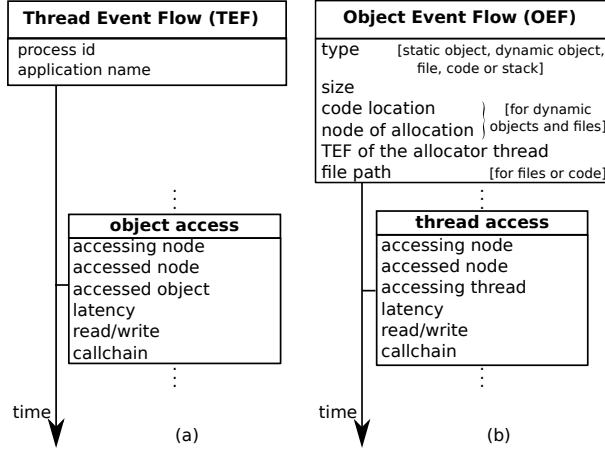 Thread Event Flow (TEF)
process id
application name
object access
accessing node
accessed node
accessed object
latency
read/write
callchain
time
(a)
Object Event Flow (OEF)
type [static object, dynamic object,
file, code or stack]
size
code location [for dynamic
node of allocation objects and files]
TEF of the allocator thread
file path [for files or code]
thread access
accessing node
accessed node
accessing thread
latency
read/write
callchain
time
(b)